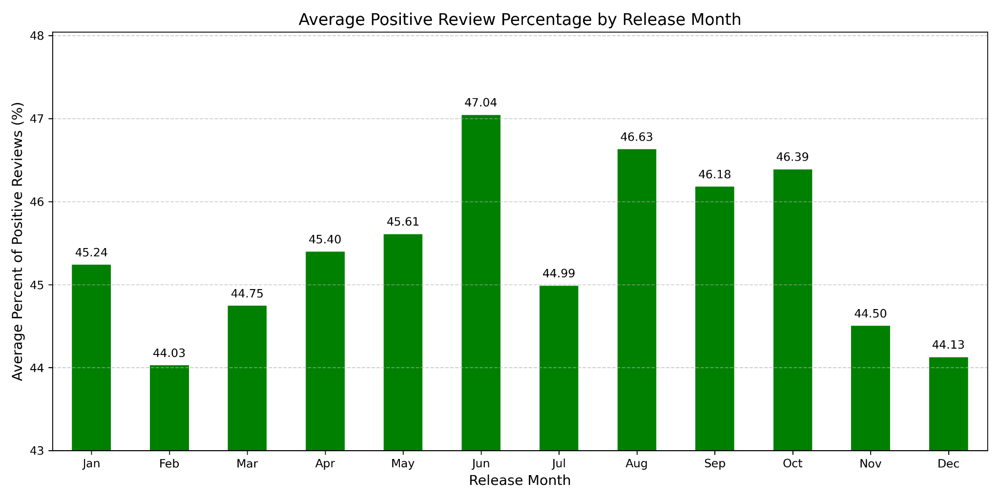 Average Positive Review Percentage by Release Month
Average Percent of Positive Reviews (%)
48
47
46
45
44
43
45.24
44.03
44.75
45.40
45.61
47.04
44.99
46.63
46.18
46.39
44.50
44.13
Jan
Feb
Mar
Apr
May
Jun
Jul
Aug
Sep
Oct
Nov
Dec
Release Month